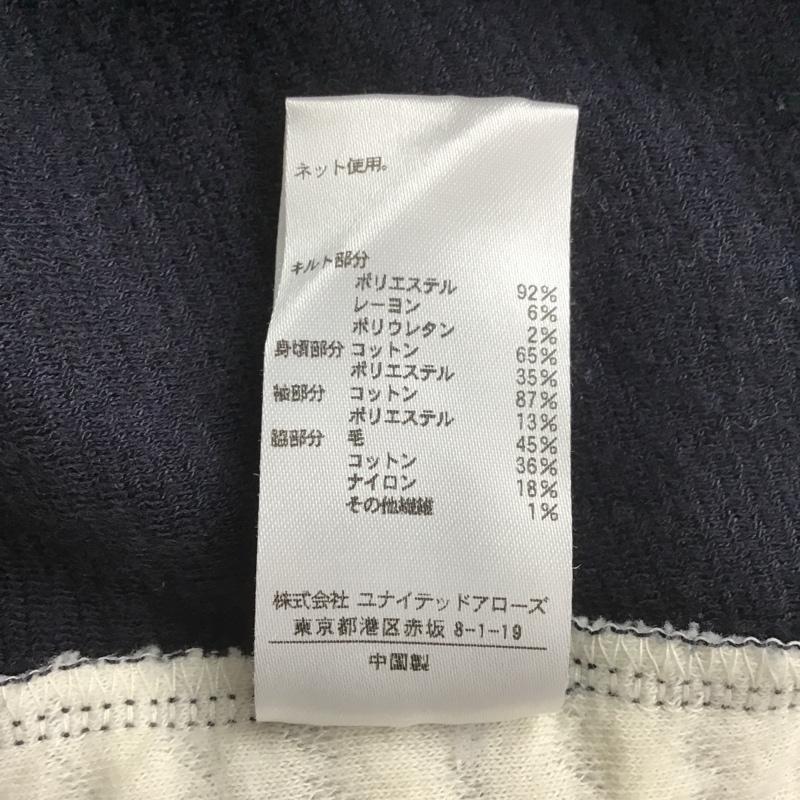 ネット使用。
キルト部分
ポリエステル 92%
レーヨン 6%
ポリウレタン 2%
身頃部分 コットン 65%
ポリエステル 35%
袖部分 コットン 87%
ポリエステル 13%
脇部分 毛 45%
コットン 36%
ナイロン 18%
その他繊維 1%
株式会社 ユナイテッドアローズ
東京都港区赤坂 8-1-19
中国製